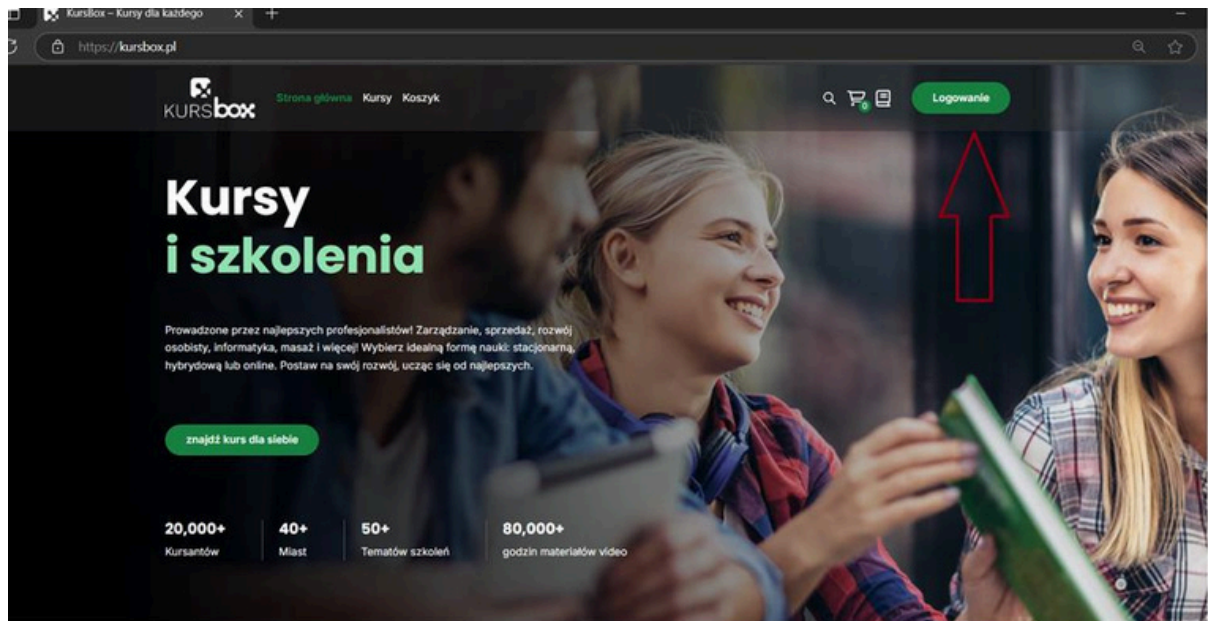 KursBox – Kursy dla każdego
https://kursbox.pl
KURSbox
Strona główna Kursy Koszyk
0
Logowanie
Kursy
i szkolenia
Prowadzone przez najlepszych profesjonalistów! Zarządzanie, sprzedaż, rozwój
osobisty, informatyka, masaż i więcej! Wybierz idealną formę nauki: stacjonarną,
hybrydową lub online. Postaw na swój rozwój, ucząc się od najlepszych.
znajdź kurs dla siebie
20,000+ 40+ 50+ 80,000+
Kursantów Miast Tematów szkoleń godzin materiałów video